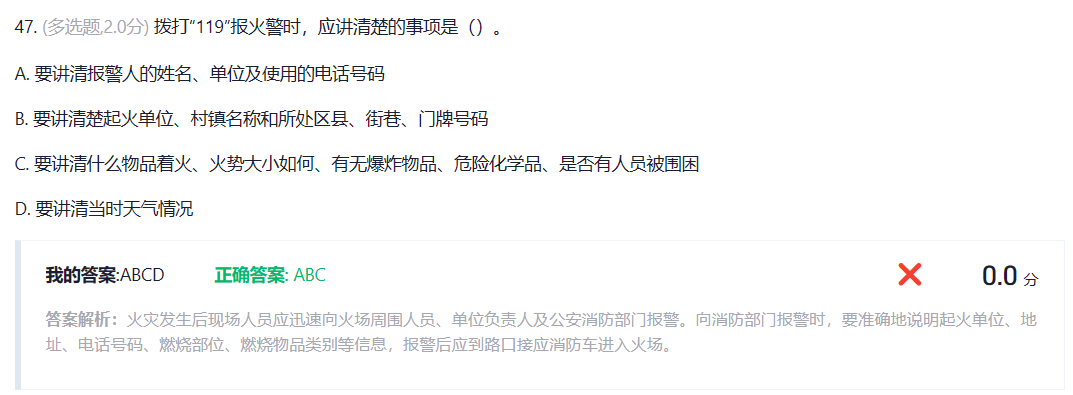 47. (多选题,2.0分) 拨打“119”报火警时，应讲清楚的事项是（）。
A. 要讲清报警人的姓名、单位及使用的电话号码
B. 要讲清楚起火单位、村镇名称和所处区县、街巷、门牌号码
C. 要讲清什么物品着火、火势大小如何、有无爆炸物品、危险化学品、是否有人员被围困
D. 要讲清当时天气情况
我的答案:ABCD 正确答案: ABC 0.0 分
答案解析：火灾发生后现场人员应迅速向火场周围人员、单位负责人及公安消防部门报警。向消防部门报警时，要准确地说明起火单位、地
址、电话号码、燃烧部位、燃烧物品类别等信息，报警后应到路口接应消防车进入火场。